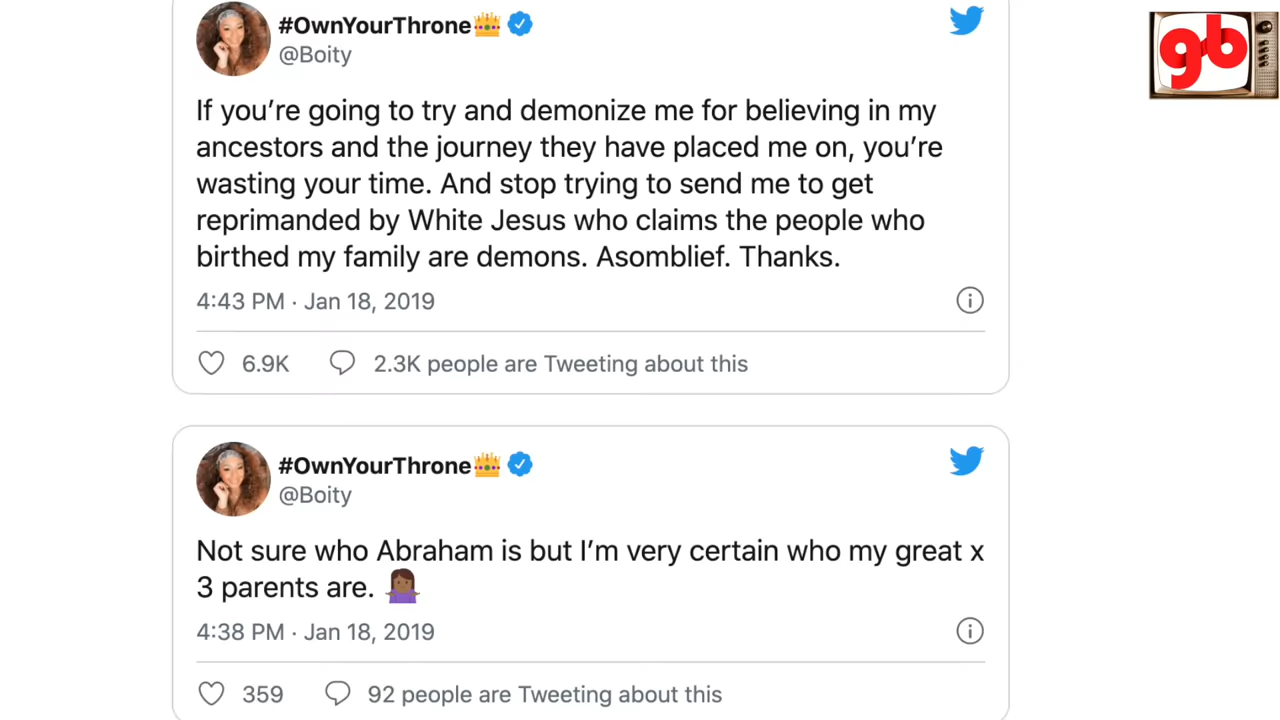 #OwnYourThrone👑
@Boity
gb
If you’re going to try and demonize me for believing in my
ancestors and the journey they have placed me on, you’re
wasting your time. And stop trying to send me to get
reprimanded by White Jesus who claims the people who
birthed my family are demons. Asomblief. Thanks.
4:43 PM · Jan 18, 2019
6.9K 2.3K people are Tweeting about this
#OwnYourThrone👑
@Boity
Not sure who Abraham is but I’m very certain who my great x
3 parents are. 🤷🏾‍♀️
4:38 PM · Jan 18, 2019
359 92 people are Tweeting about this